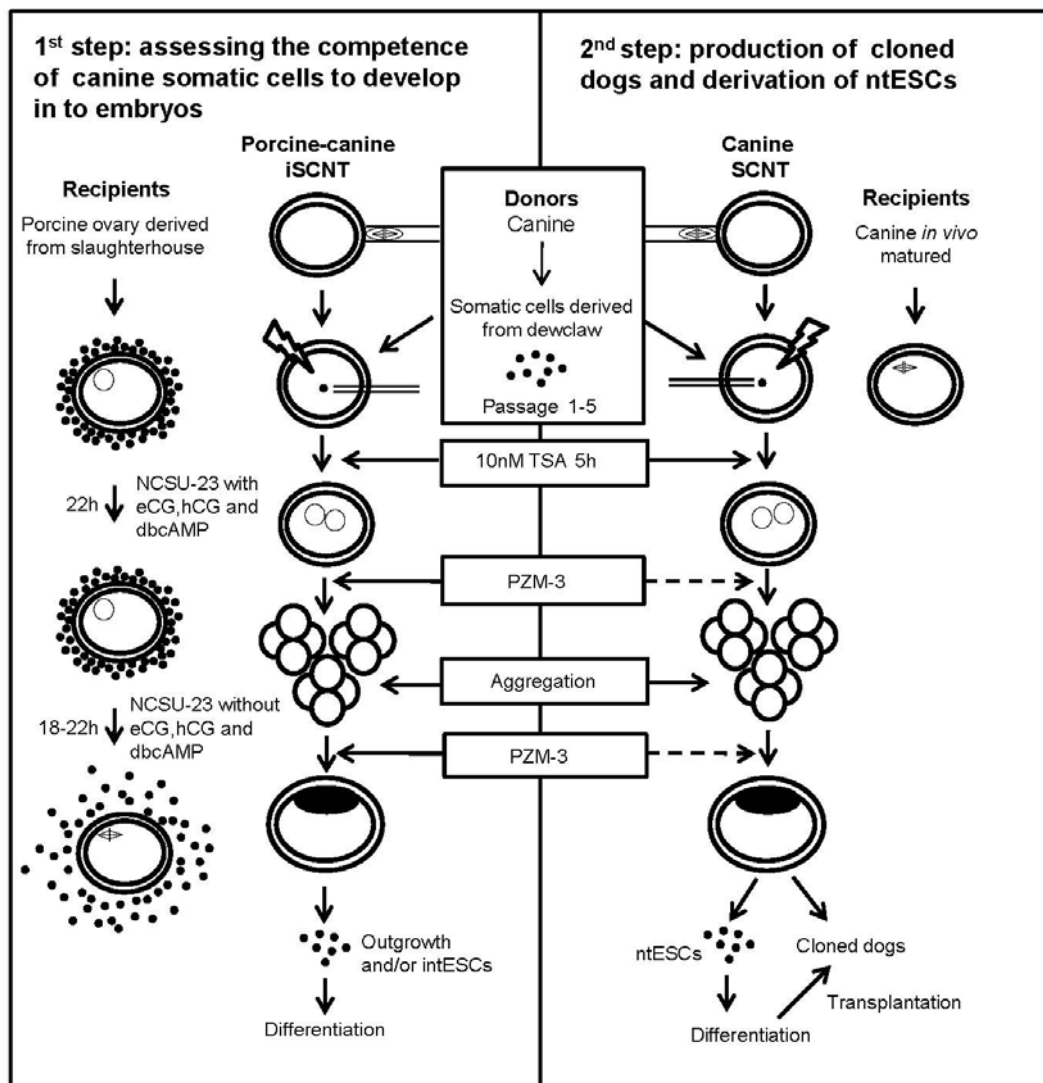 1st step: assessing the competence
of canine somatic cells to develop
in to embryos
Recipients
Porcine ovary derived
from slaughterhouse
22h
NCSU-23 with
eCG,hCG and
dbcAMP
18-22h
NCSU-23 without
eCG,hCG and
dbcAMP
Porcine-canine
iSCNT
Outgrowth
and/or intESCs
Differentiation
Donors
Canine
Somatic cells derived
from dewclaw
Passage 1-5
10nM TSA 5h
PZM-3
Aggregation
PZM-3
2nd step: production of cloned
dogs and derivation of ntESCs
Canine
SCNT
Recipients
Canine in vivo
matured
ntESCs
Cloned dogs
Transplantation
Differentiation